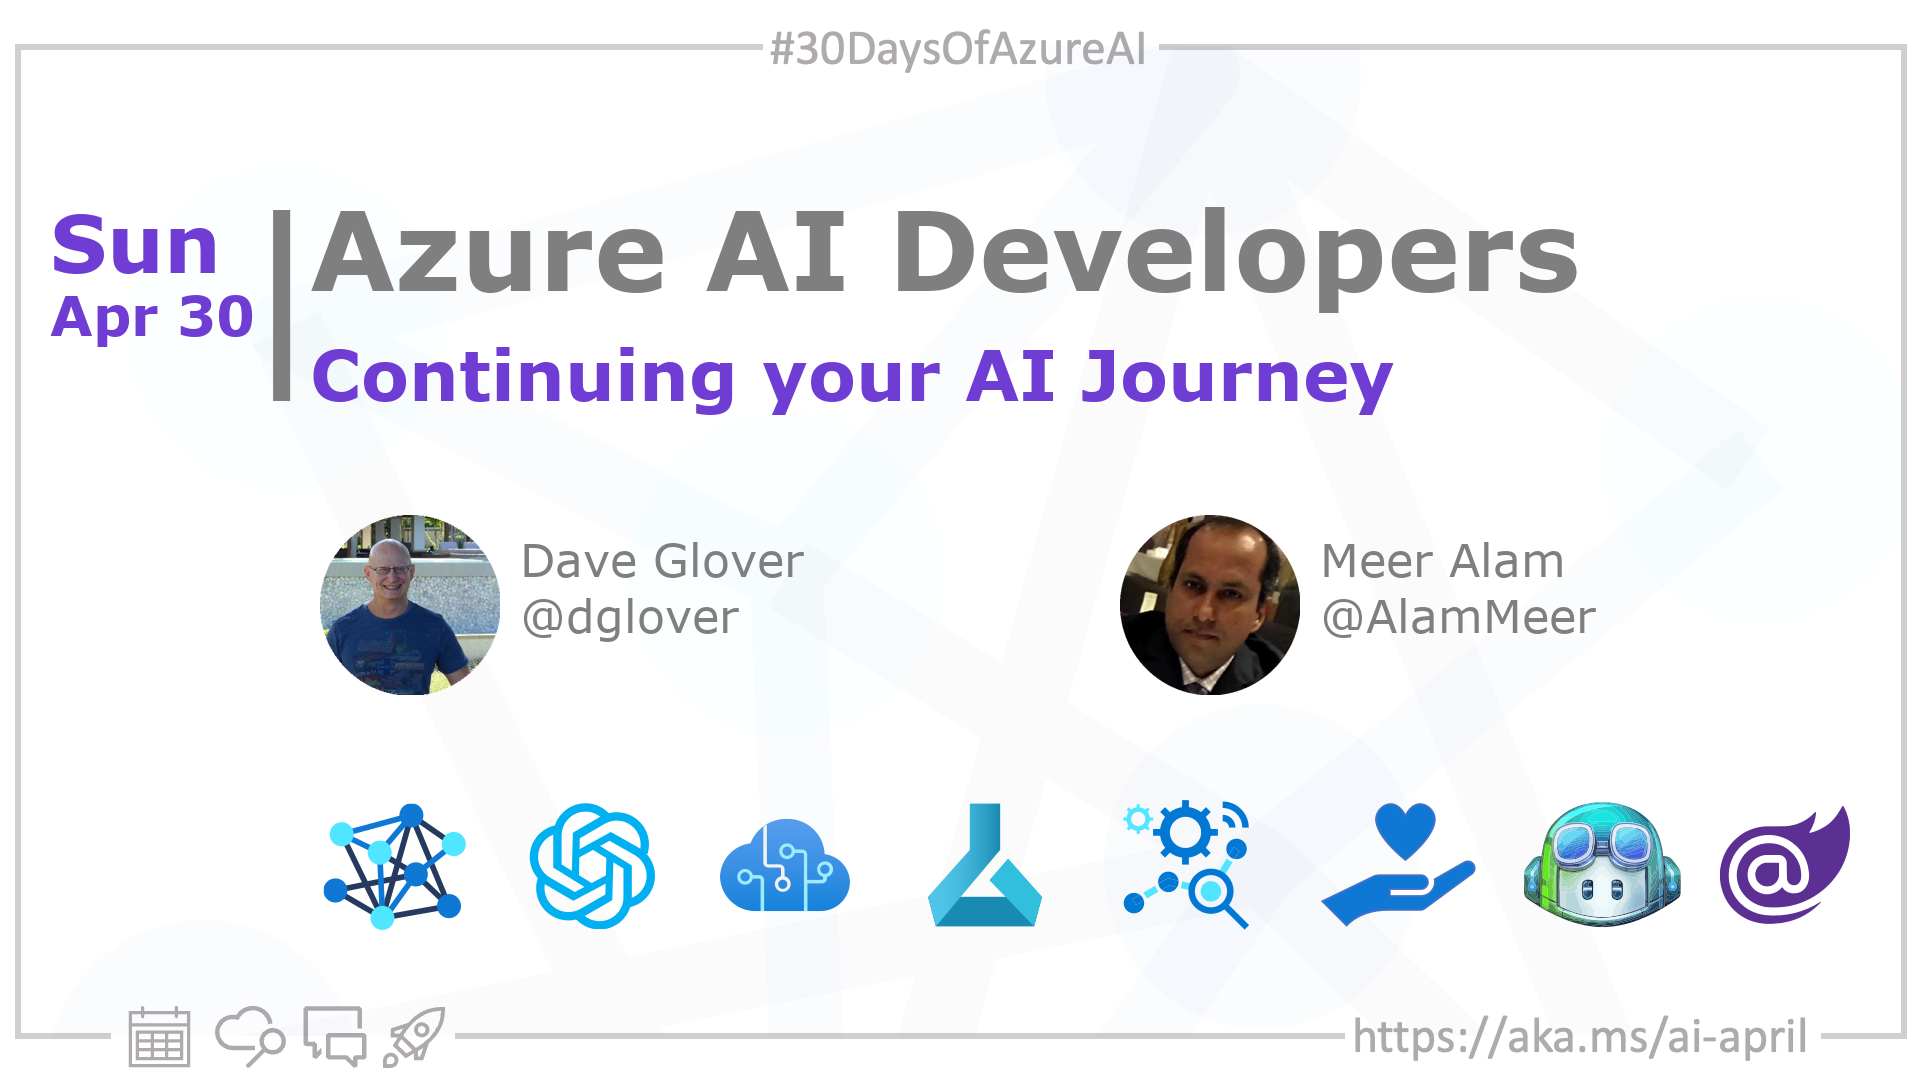 #30DaysOfAzureAI
Sun
Apr 30
Azure AI Developers
Continuing your AI Journey
Dave Glover
@dglover
Meer Alam
@AlamMeer
https://aka.ms/ai-april